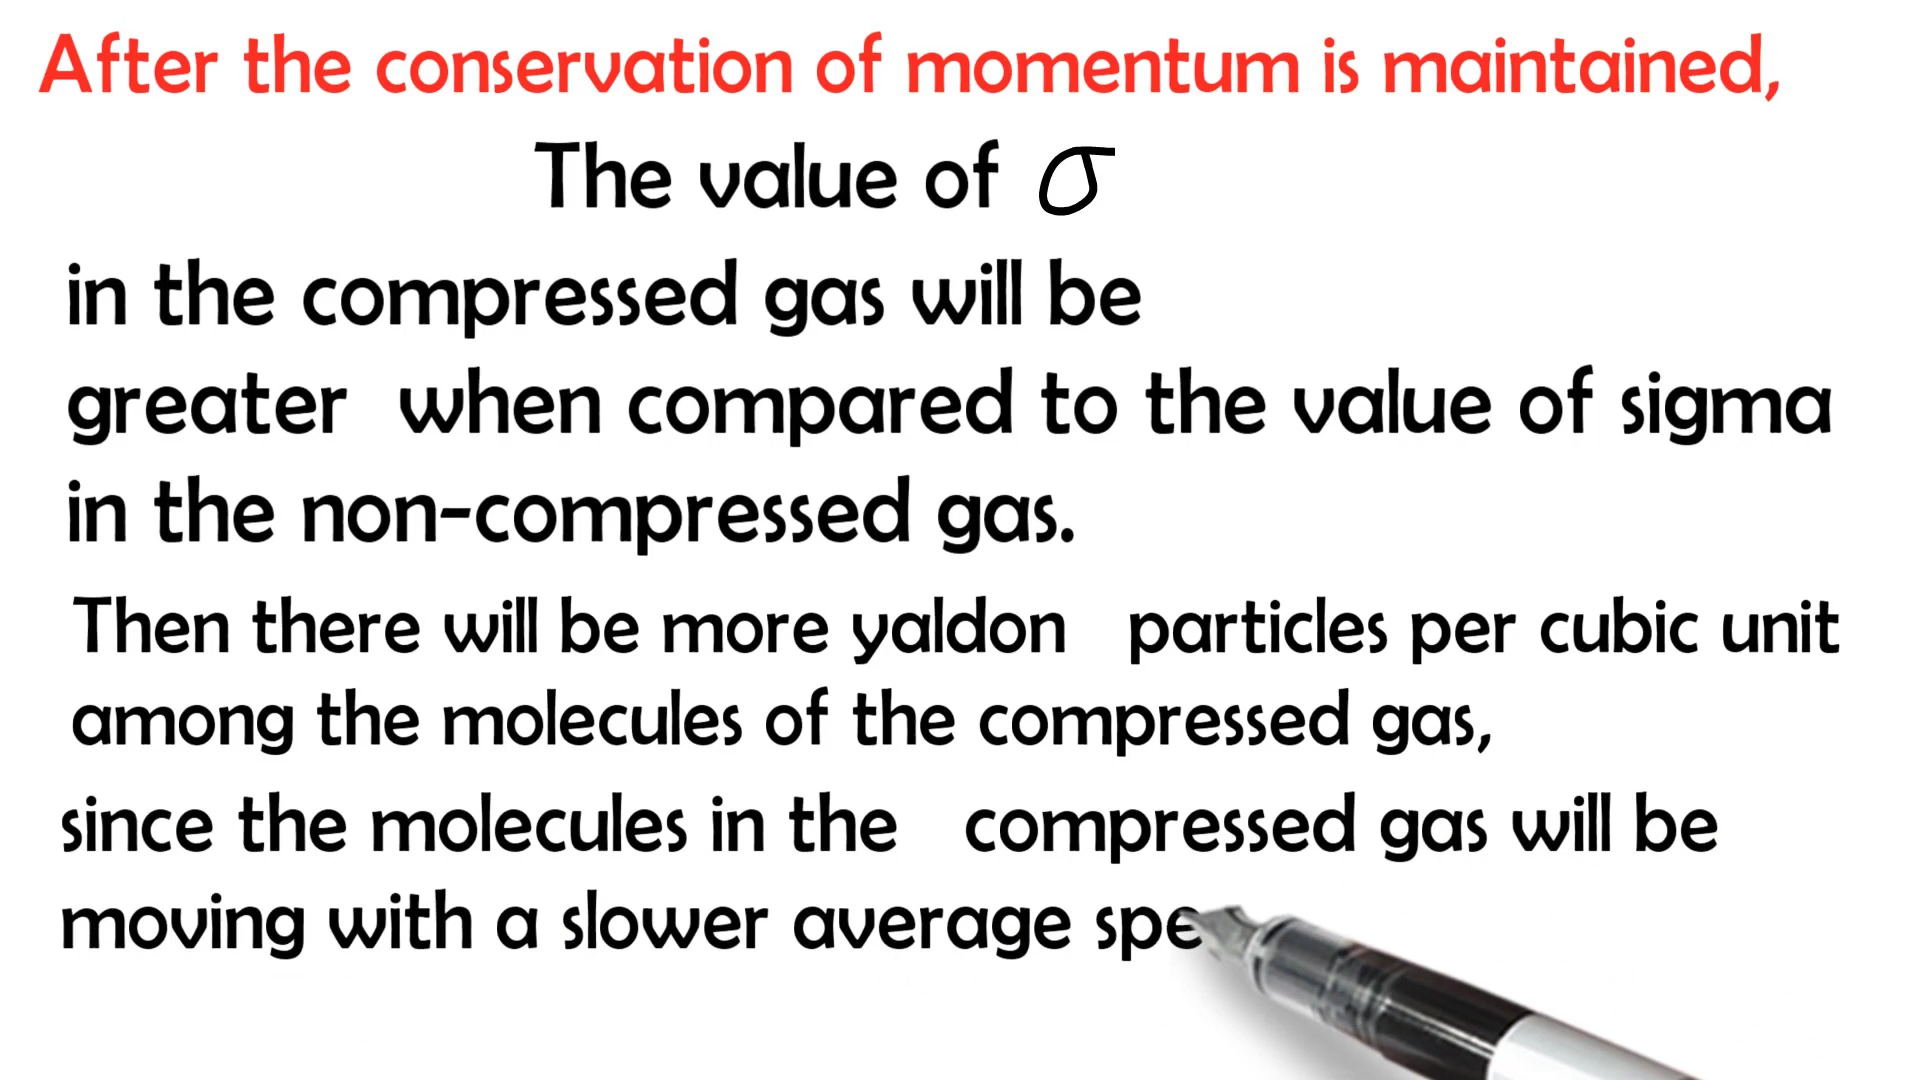 After the conservation of momentum is maintained,
The value of σ
in the compressed gas will be
greater when compared to the value of sigma
in the non-compressed gas.
Then there will be more yaldon particles per cubic unit
among the molecules of the compressed gas,
since the molecules in the compressed gas will be
moving with a slower average spe